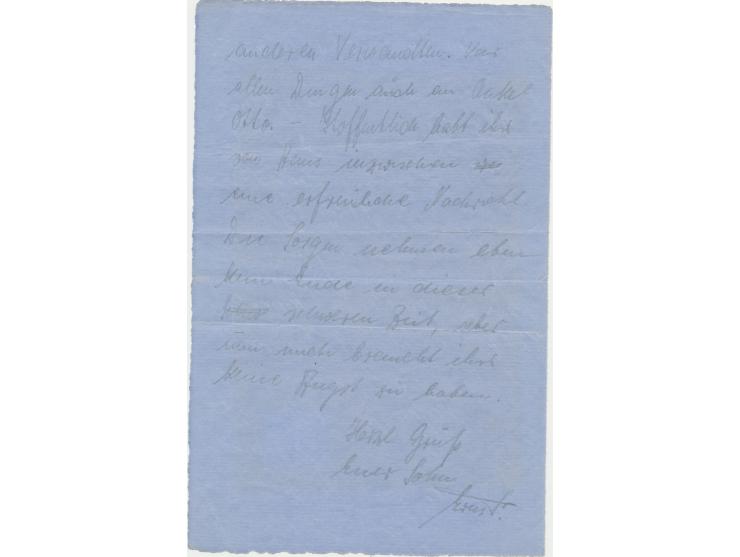 anderen Verwandten. Vor
allen Dingen auch an Onkel
Otto. – Hoffentlich habt ihr
von Hans inzwischen
eine erfreuliche Nachricht
Die Sorgen nehmen eben
kein Ende in dieser
schweren Zeit, aber
um mich braucht ihr
keine Angst zu haben.
Herzl Gruß
Euer Sohn
Ernst.